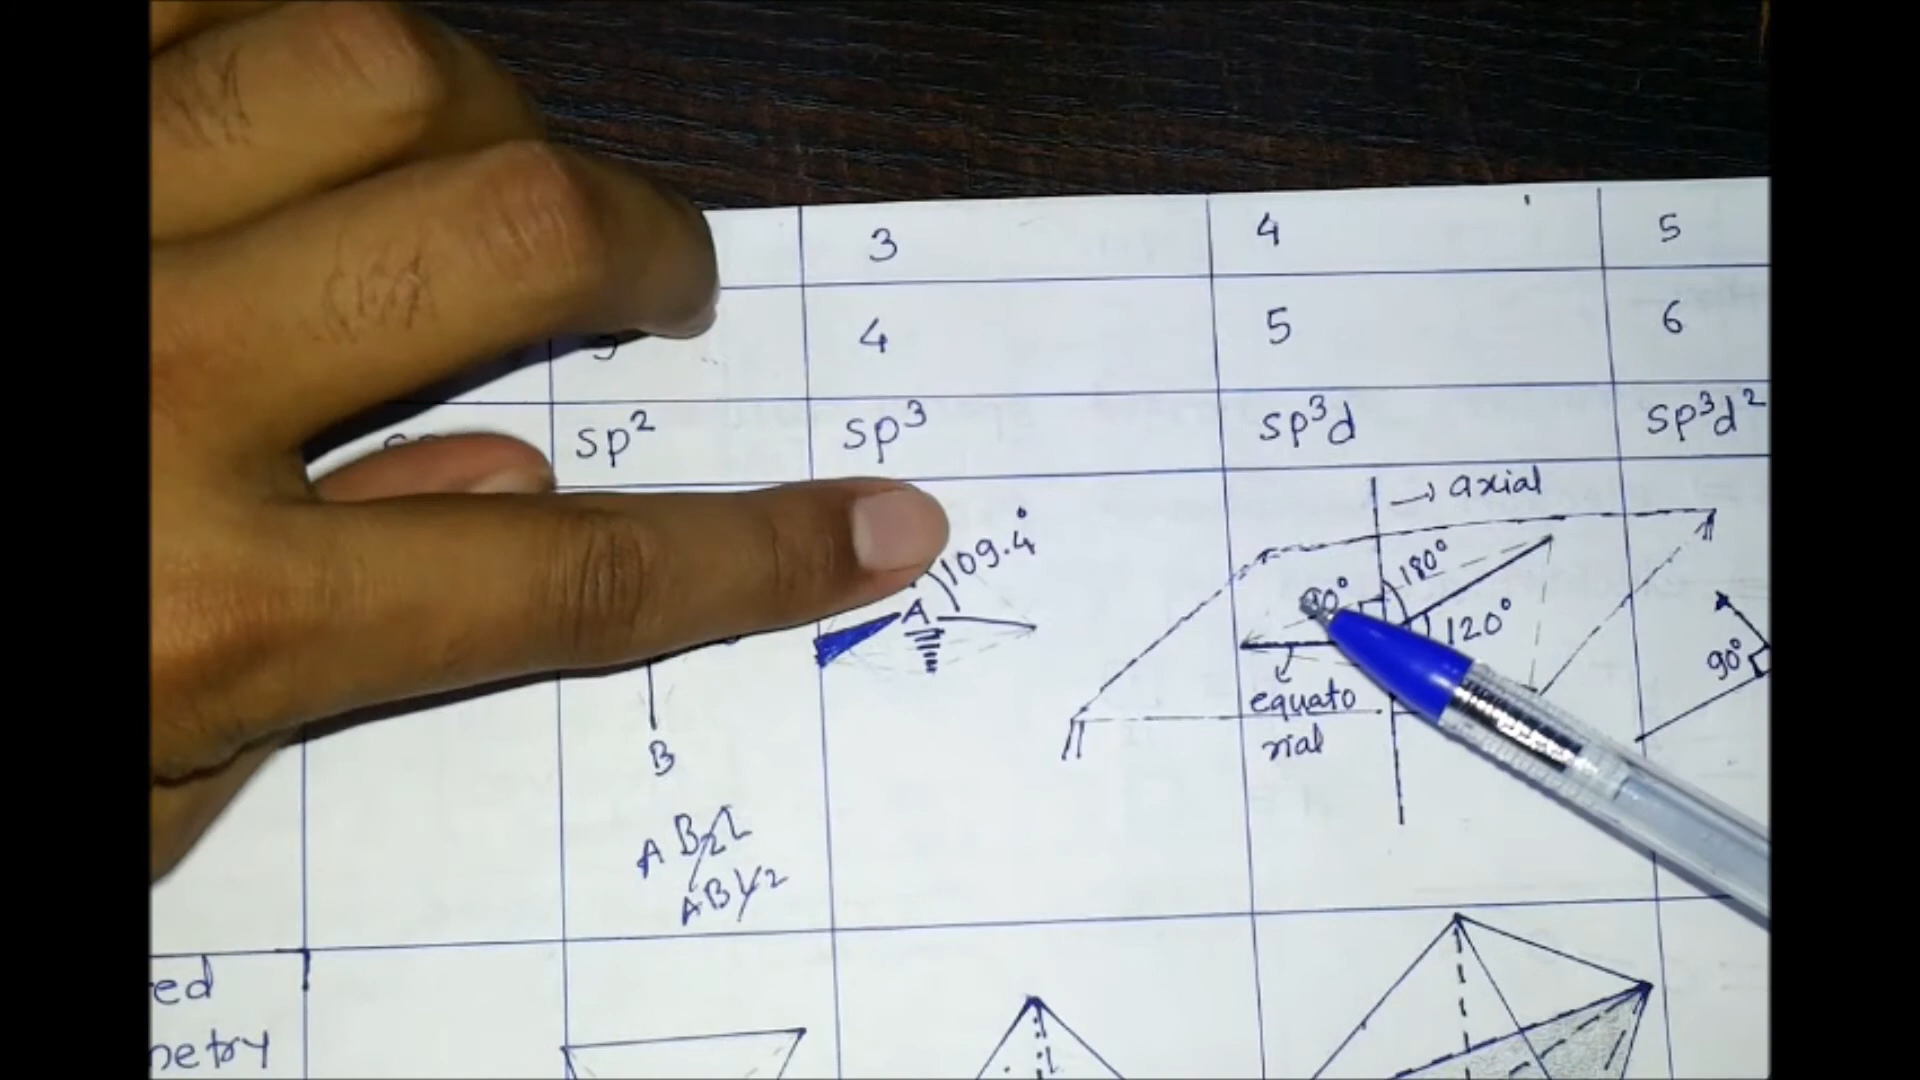 3 4 5
4 5 6
sp² sp³ sp³d sp³d²
→ axial
109.4°
180°
90°
A
120°
90°
equato
rial
B
AB2L
ABL2
ed
netry